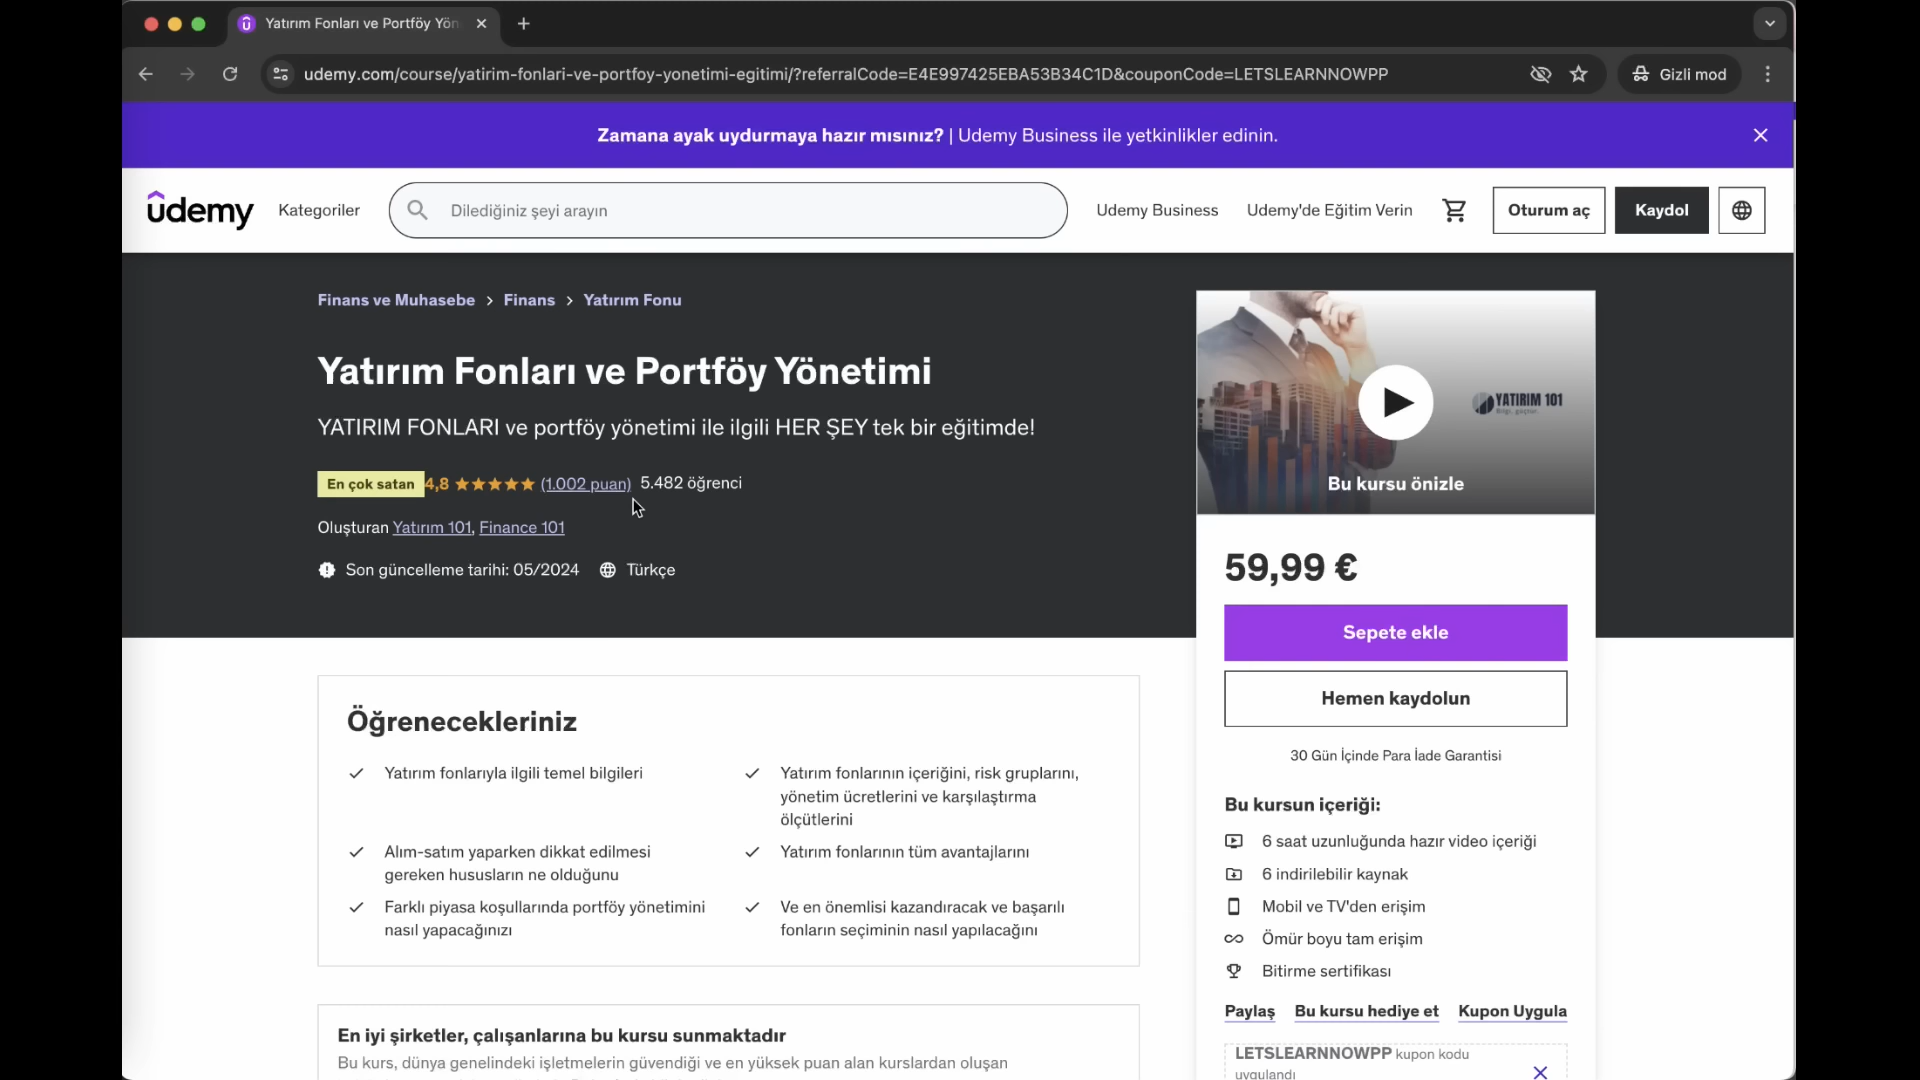 Yatırım Fonları ve Portföy Yön
udemy.com/course/yatirim-fonlari-ve-portfoy-yonetimi-egitimi/?referralCode=E4E997425EBA53B34C1D&couponCode=LETSLEARNNOWPP
Gizli mod
Zamana ayak uydurmaya hazır mısınız? | Udemy Business ile yetkinlikler edinin.
udemy
Kategoriler
Dilediğiniz şeyi arayın
Udemy Business
Udemy'de Eğitim Verin
Oturum aç
Kaydol
Finans ve Muhasebe > Finans > Yatırım Fonu
Yatırım Fonları ve Portföy Yönetimi
YATIRIM FONLARI ve portföy yönetimi ile ilgili HER ŞEY tek bir eğitimde!
En çok satan 4,8 (1.002 puan) 5.482 öğrenci
Oluşturan Yatırım 101, Finance 101
Son güncelleme tarihi: 05/2024 Türkçe
YATIRIM 101
Bu kursu önizle
59,99 €
Sepete ekle
Hemen kaydolun
30 Gün İçinde Para İade Garantisi
Bu kursun içeriği:
6 saat uzunluğunda hazır video içeriği
6 indirilebilir kaynak
Mobil ve TV'den erişim
Ömür boyu tam erişim
Bitirme sertifikası
Paylaş
Bu kursu hediye et
Kupon Uygula
LETSLEARNNOWPP kupon kodu
uygulandı
Öğrenecekleriniz
Yatırım fonlarıyla ilgili temel bilgileri
Yatırım fonlarının içeriğini, risk gruplarını,
yönetim ücretlerini ve karşılaştırma
ölçütlerini
Alım-satım yaparken dikkat edilmesi
gereken hususların ne olduğunu
Yatırım fonlarının tüm avantajlarını
Farklı piyasa koşullarında portföy yönetimini
nasıl yapacağınızı
Ve en önemlisi kazandıracak ve başarılı
fonların seçiminin nasıl yapılacağını
En iyi şirketler, çalışanlarına bu kursu sunmaktadır
Bu kurs, dünya genelindeki işletmelerin güvendiği ve en yüksek puan alan kurslardan oluşan